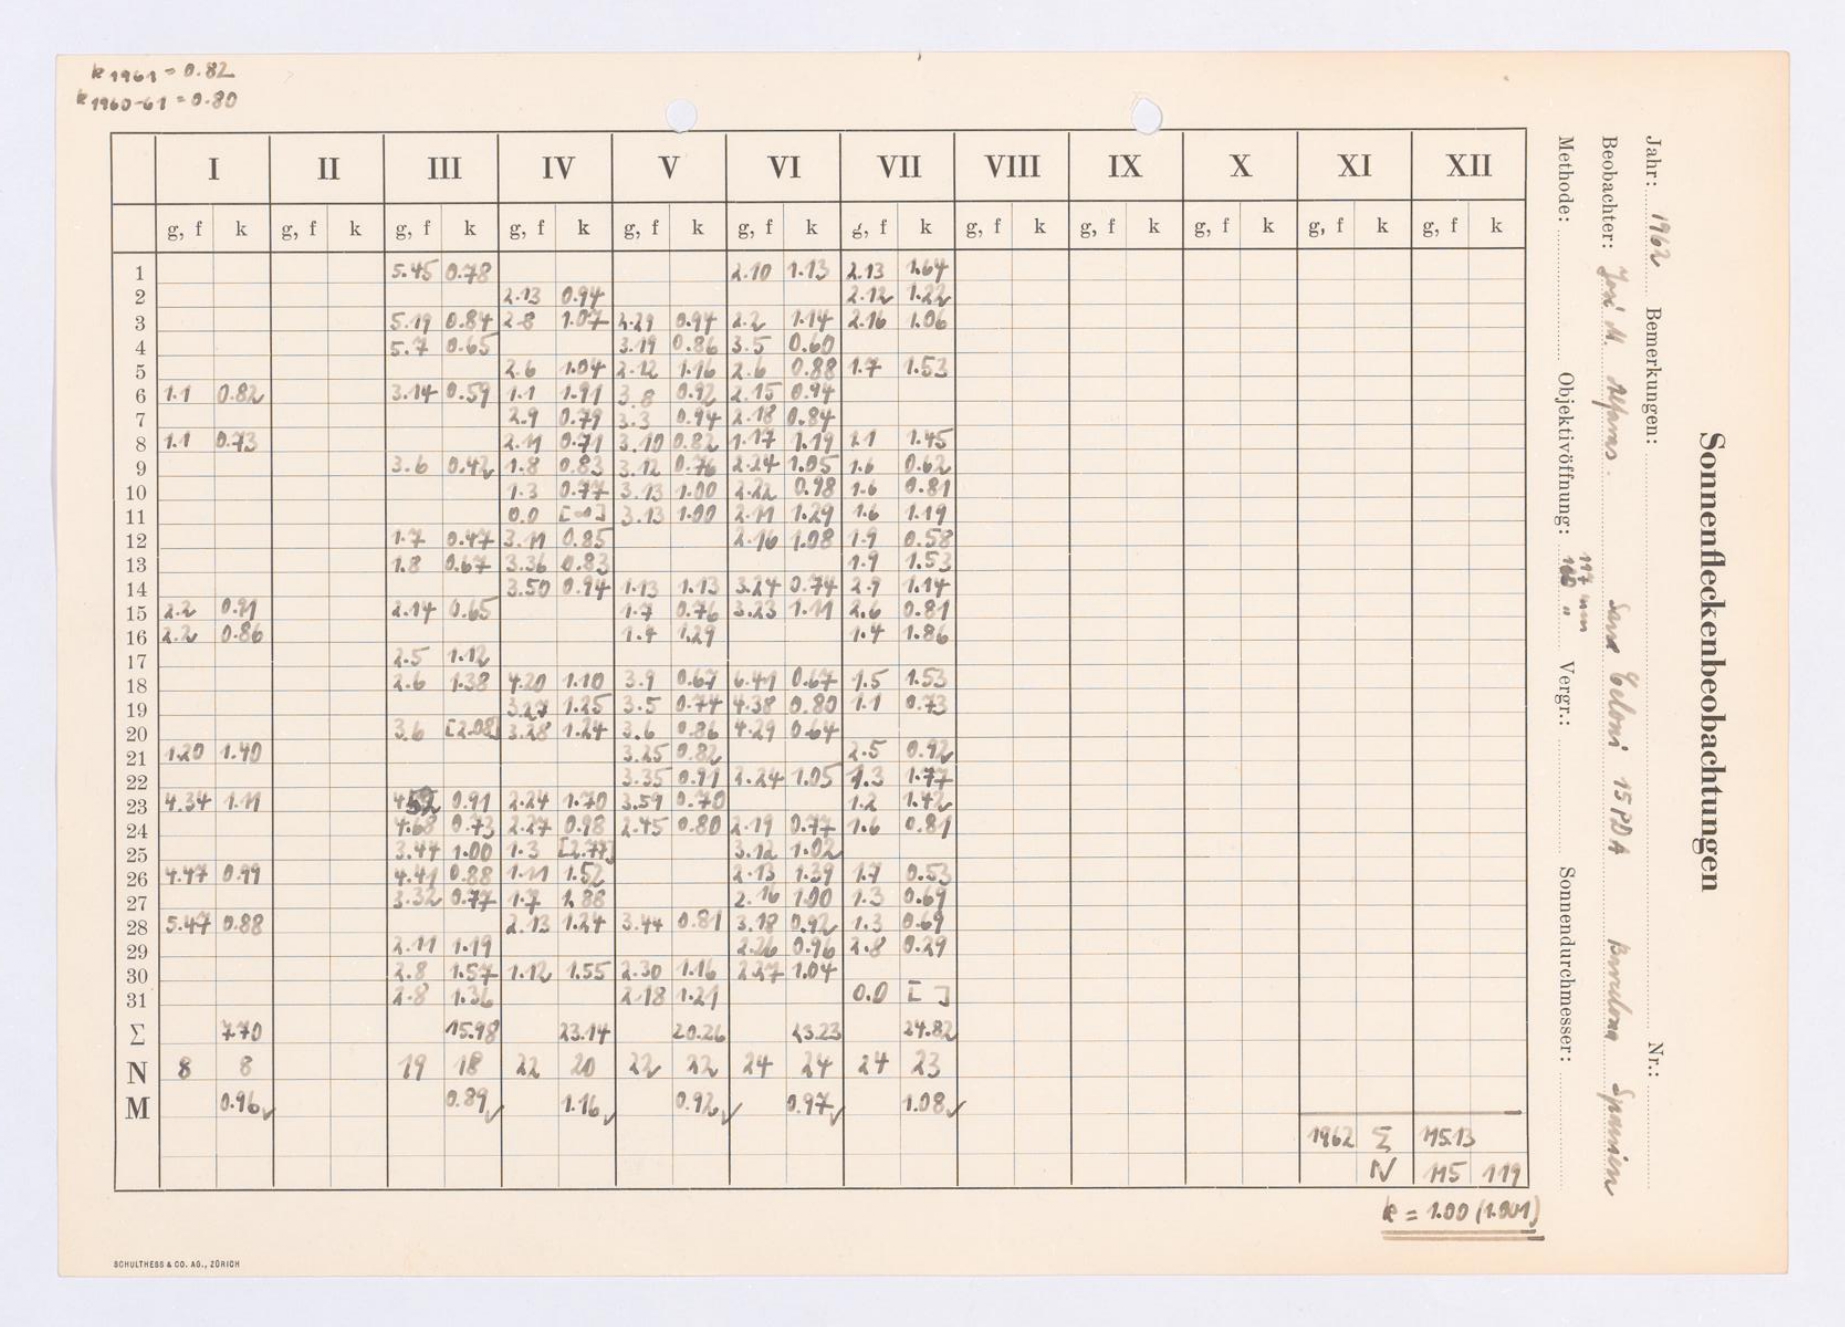 k 1961 = 0.82
k 1960-61 = 0.80
Sonnenfleckenbeobachtungen
Jahr: 1962 Bemerkungen: Nr.:
Beobachter: José M. Sant Celoni 15 PDA Barcelona Spanien
Methode: Objektivöffnung: 117 mm Vergr.: Sonnendurchmesser:
I II III IV V VI VII VIII IX X XI XII
g, f k g, f k g, f k g, f k g, f k g, f k g, f k g, f k g, f k g, f k g, f k g, f k
1 5.45 0.78 2.10 1.13 2.13 1.64
2 2.13 0.94 2.12 1.22
3 5.19 0.84 2.8 1.07 2.29 0.94 2.2 1.14 2.16 1.06
4 5.7 0.65 3.19 0.86 3.5 0.60
5 2.6 1.04 2.12 1.16 2.6 0.88 1.7 1.53
6 1.1 0.82 3.14 0.59 1.1 1.91 3.8 0.92 2.15 0.94
7 2.9 0.79 3.3 0.94 2.18 0.84
8 1.1 0.73 2.11 0.71 3.10 0.82 1.17 1.19 1.1 1.45
9 3.6 0.42 1.8 0.83 3.12 0.76 2.24 1.05 1.6 0.62
10 1.3 0.77 3.13 1.00 2.22 0.98 1.6 0.81
11 0.0 [∞] 3.13 1.00 2.11 1.29 1.6 1.19
12 1.7 0.47 3.11 0.85 2.16 1.08 1.9 0.58
13 1.8 0.67 3.36 0.83 1.9 1.53
14 3.50 0.94 1.13 1.13 3.24 0.74 2.9 1.14
15 2.2 0.91 2.14 0.65 1.7 0.76 3.23 1.11 2.6 0.81
16 2.2 0.86 1.4 1.29 1.4 1.86
17 2.5 1.12
18 2.6 1.38 4.20 1.10 3.9 0.67 6.41 0.67 1.5 1.53
19 3.27 1.25 3.5 0.74 4.38 0.80 1.1 0.73
20 3.6 [2.08] 3.28 1.24 3.6 0.86 4.29 0.64
21 1.20 1.40 3.25 0.82 2.5 0.92
22 3.35 0.91 2.24 1.05 1.3 1.77
23 4.34 1.11 0.91 2.24 1.70 3.59 0.70 1.2 1.42
24 4.68 0.73 2.27 0.98 2.45 0.80 2.19 0.77 1.6 0.81
25 3.44 1.00 1.3 [2.77] 3.12 1.02
26 4.47 0.99 4.41 0.88 1.11 1.52 2.13 1.39 1.7 0.53
27 3.32 0.77 1.7 1.88 2.16 1.00 1.3 0.69
28 5.47 0.88 2.13 1.24 3.44 0.81 3.18 0.92 1.3 0.69
29 2.11 1.19 2.26 0.96 2.8 0.29
30 2.8 1.57 1.12 1.55 2.30 1.16 2.27 1.04
31 2.8 1.36 2.18 1.21 0.0 [ ]
Σ 7.70 15.98 23.14 20.26 23.23 24.82
N 8 8 19 18 22 20 22 22 24 24 24 23
M 0.96✓ 0.89✓ 1.16✓ 0.92✓ 0.97✓ 1.08✓
1962 Σ 115.13
N 115 119
k = 1.00 (1.001)
SCHULTHESS & CO. AG., ZÜRICH